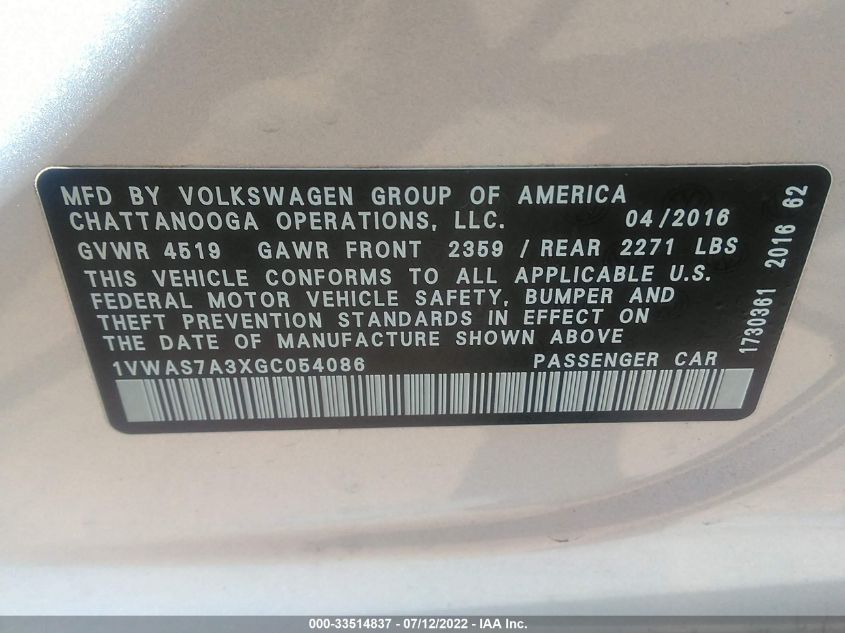 MFD BY VOLKSWAGEN GROUP OF AMERICA
CHATTANOOGA OPERATIONS, LLC. 04/2016
GVWR 4519 GAWR FRONT 2359 / REAR 2271 LBS
THIS VEHICLE CONFORMS TO ALL APPLICABLE U.S.
FEDERAL MOTOR VEHICLE SAFETY, BUMPER AND
THEFT PREVENTION STANDARDS IN EFFECT ON
THE DATE OF MANUFACTURE SHOWN ABOVE
1VWAS7A3XGC054086 PASSENGER CAR
1730361 2016 62
000-33514837 - 07/12/2022 - IAA Inc.